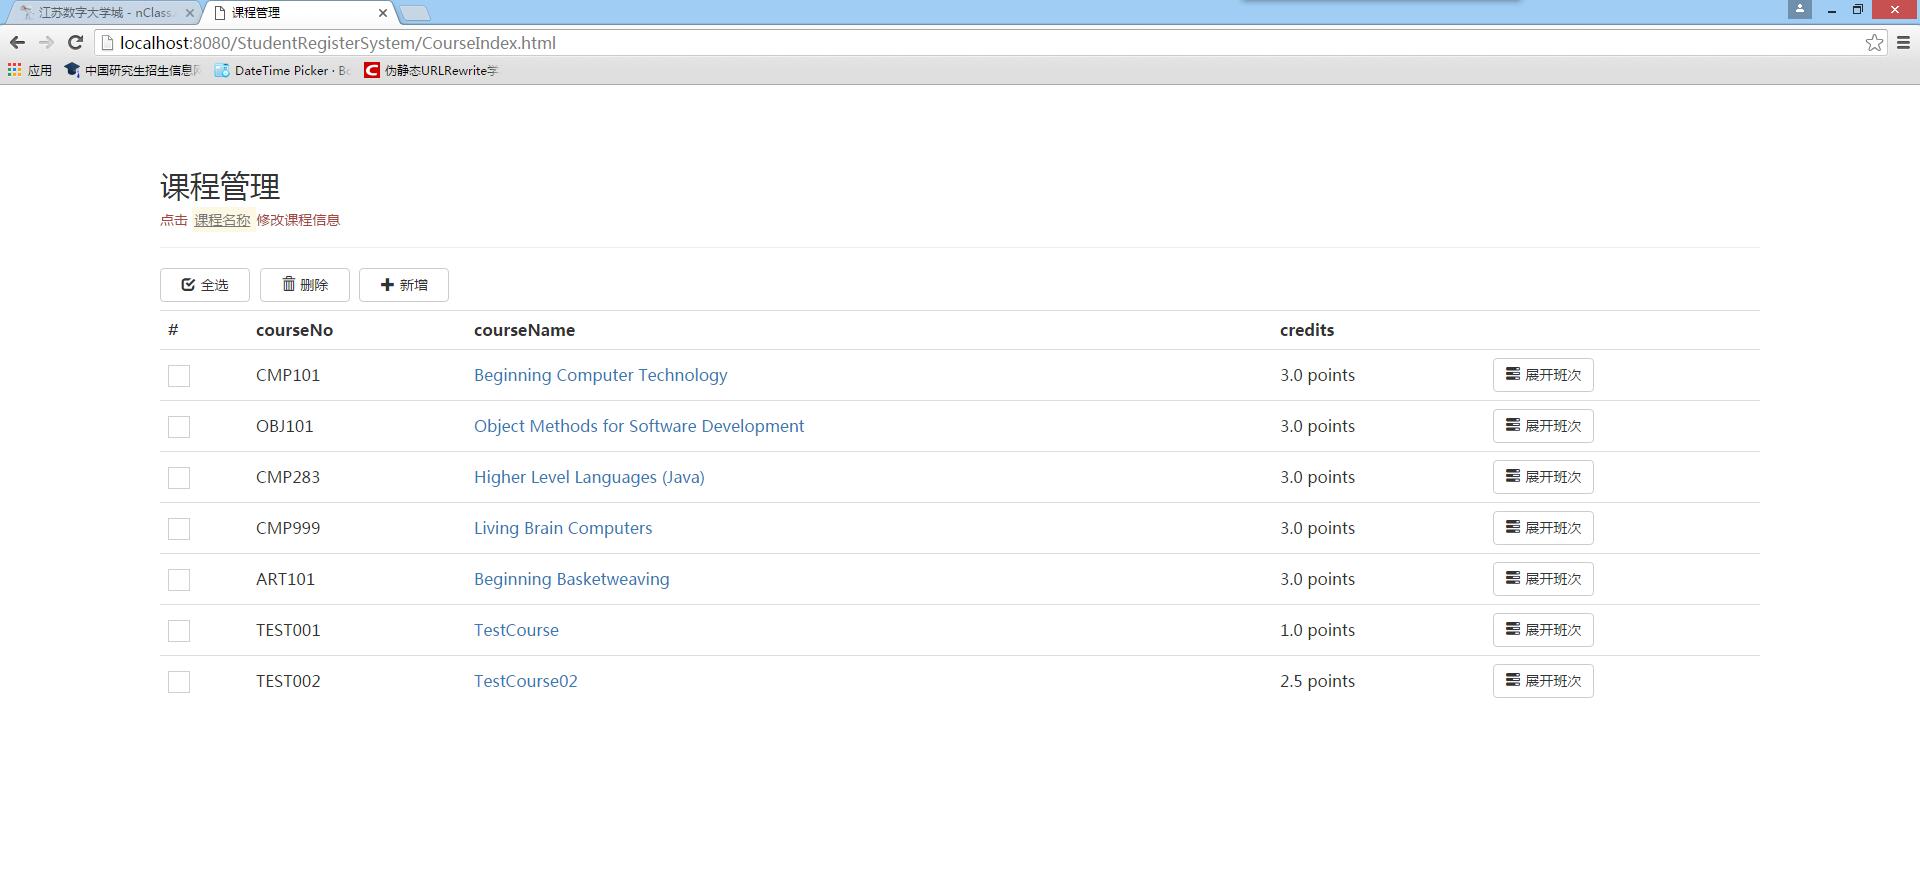 江苏数字大学城 - nClass
课程管理
localhost:8080/StudentRegisterSystem/CourseIndex.html
应用 中国研究生招生信息 DateTime Picker · 伪静态URLRewrite学
课程管理
点击 课程名称 修改课程信息
全选 删除 新增
# courseNo courseName credits
CMP101 Beginning Computer Technology 3.0 points 展开班次
OBJ101 Object Methods for Software Development 3.0 points 展开班次
CMP283 Higher Level Languages (Java) 3.0 points 展开班次
CMP999 Living Brain Computers 3.0 points 展开班次
ART101 Beginning Basketweaving 3.0 points 展开班次
TEST001 TestCourse 1.0 points 展开班次
TEST002 TestCourse02 2.5 points 展开班次